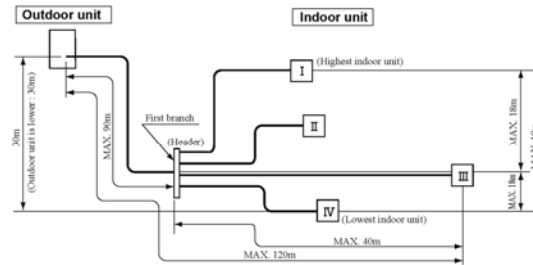 Outdoor unit
Indoor unit
I
(Highest indoor unit)
II
First branch
(Header)
III
IV
(Lowest indoor unit)
30m
(Outdoor unit is lower : 30m)
MAX. 90m
MAX. 18m
MAX. 18m
MAX. 40m
MAX. 120m